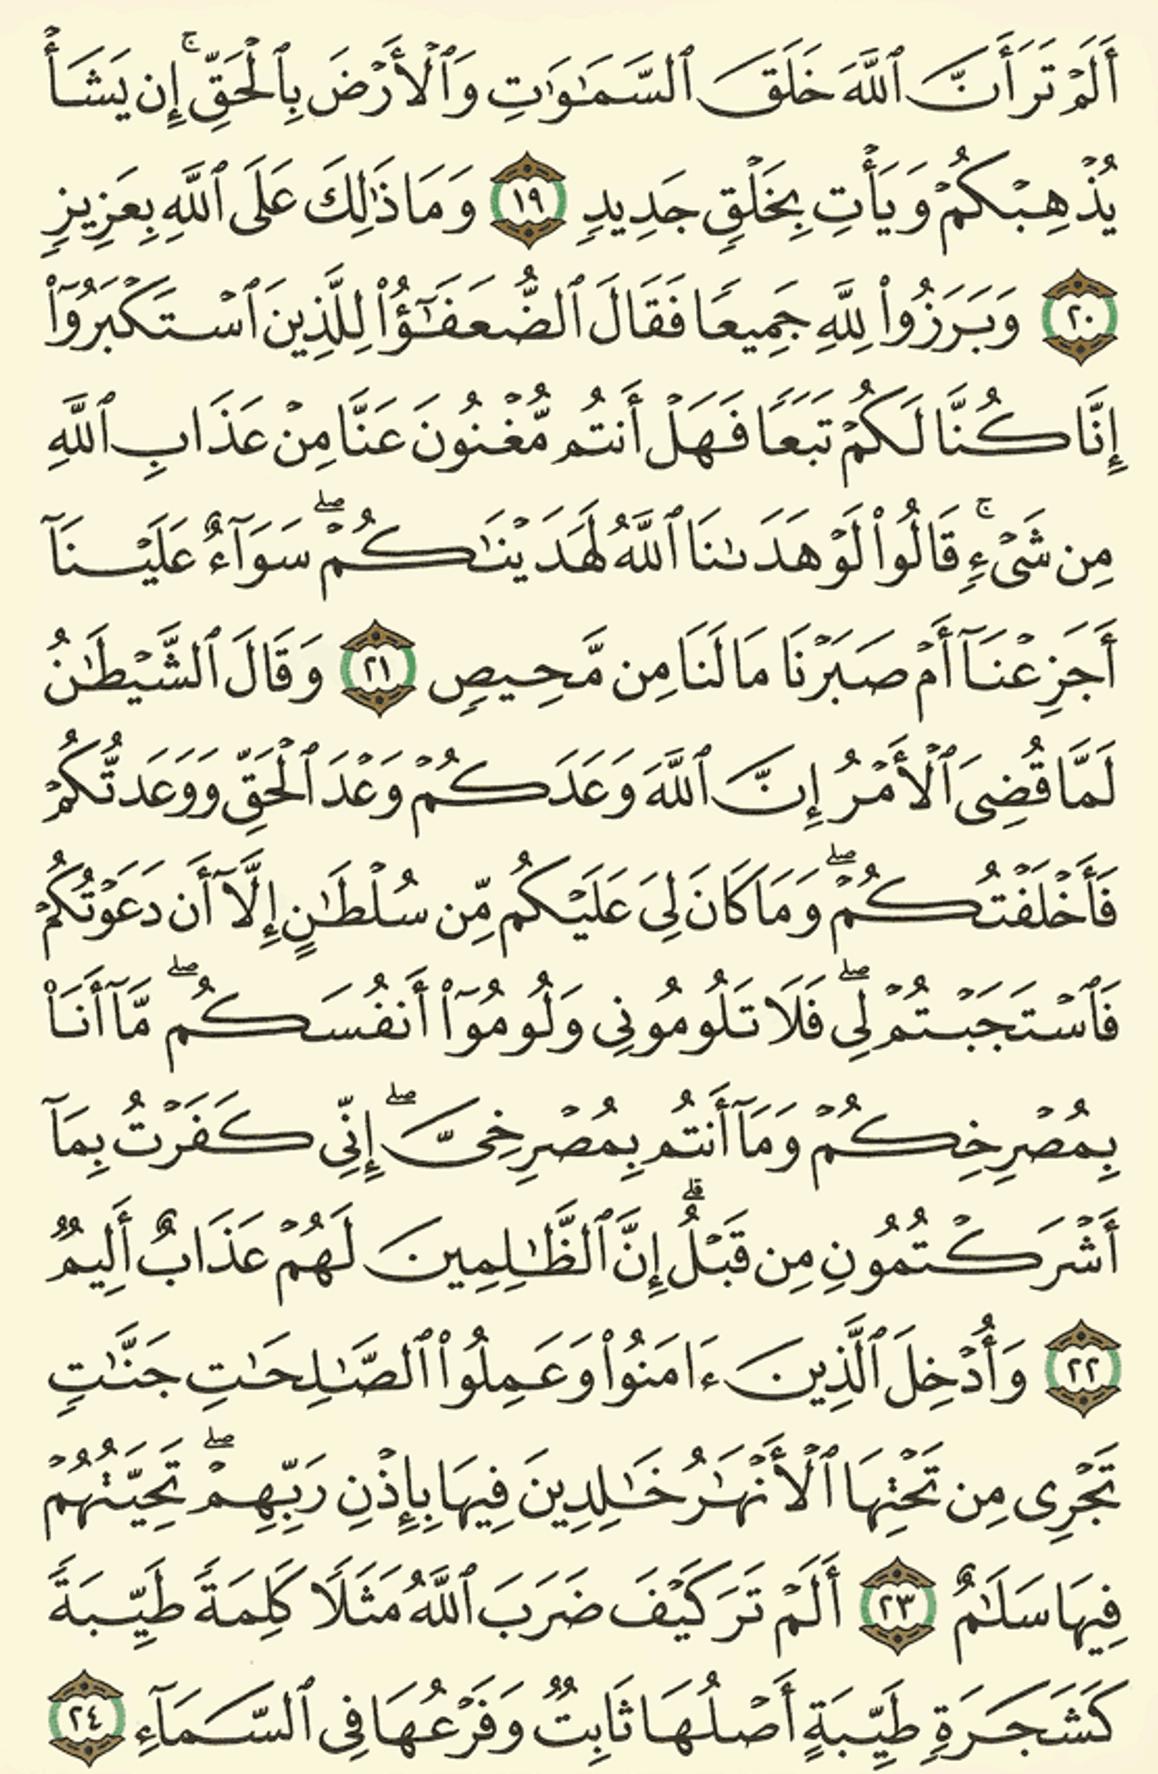 أَلَمْ تَرَ أَنَّ ٱللَّهَ خَلَقَ ٱلسَّمَـٰوَٰتِ وَٱلْأَرْضَ بِٱلْحَقِّ ۚ إِن يَشَأْ
يُذْهِبْكُمْ وَيَأْتِ بِخَلْقٍ جَدِيدٍ ١٩ وَمَا ذَٰلِكَ عَلَى ٱللَّهِ بِعَزِيزٍ
٢٠ وَبَرَزُوا۟ لِلَّهِ جَمِيعًا فَقَالَ ٱلضُّعَفَـٰٓؤُا۟ لِلَّذِينَ ٱسْتَكْبَرُوٓا۟
إِنَّا كُنَّا لَكُمْ تَبَعًا فَهَلْ أَنتُم مُّغْنُونَ عَنَّا مِنْ عَذَابِ ٱللَّهِ
مِن شَىْءٍ ۚ قَالُوا۟ لَوْ هَدَىٰنَا ٱللَّهُ لَهَدَيْنَـٰكُمْ ۖ سَوَآءٌ عَلَيْنَآ
أَجَزِعْنَآ أَمْ صَبَرْنَا مَا لَنَا مِن مَّحِيصٍ ٢١ وَقَالَ ٱلشَّيْطَـٰنُ
لَمَّا قُضِىَ ٱلْأَمْرُ إِنَّ ٱللَّهَ وَعَدَكُمْ وَعْدَ ٱلْحَقِّ وَوَعَدتُّكُمْ
فَأَخْلَفْتُكُمْ ۖ وَمَا كَانَ لِىَ عَلَيْكُم مِّن سُلْطَـٰنٍ إِلَّآ أَن دَعَوْتُكُمْ
فَٱسْتَجَبْتُمْ لِى ۖ فَلَا تَلُومُونِى وَلُومُوٓا۟ أَنفُسَكُم ۖ مَّآ أَنَا۠
بِمُصْرِخِكُمْ وَمَآ أَنتُم بِمُصْرِخِىَّ ۖ إِنِّى كَفَرْتُ بِمَآ
أَشْرَكْتُمُونِ مِن قَبْلُ ۗ إِنَّ ٱلظَّـٰلِمِينَ لَهُمْ عَذَابٌ أَلِيمٌ
٢٢ وَأُدْخِلَ ٱلَّذِينَ ءَامَنُوا۟ وَعَمِلُوا۟ ٱلصَّـٰلِحَـٰتِ جَنَّـٰتٍ
تَجْرِى مِن تَحْتِهَا ٱلْأَنْهَـٰرُ خَـٰلِدِينَ فِيهَا بِإِذْنِ رَبِّهِمْ ۖ تَحِيَّتُهُمْ
فِيهَا سَلَـٰمٌ ٢٣ أَلَمْ تَرَ كَيْفَ ضَرَبَ ٱللَّهُ مَثَلًا كَلِمَةً طَيِّبَةً
كَشَجَرَةٍ طَيِّبَةٍ أَصْلُهَا ثَابِتٌ وَفَرْعُهَا فِى ٱلسَّمَآءِ ٢٤